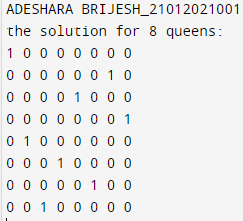 ADESHARA BRIJESH_21012021001
the solution for 8 queens:
1 0 0 0 0 0 0 0
0 0 0 0 0 0 1 0
0 0 0 0 1 0 0 0
0 0 0 0 0 0 0 1
0 1 0 0 0 0 0 0
0 0 0 1 0 0 0 0
0 0 0 0 0 1 0 0
0 0 1 0 0 0 0 0